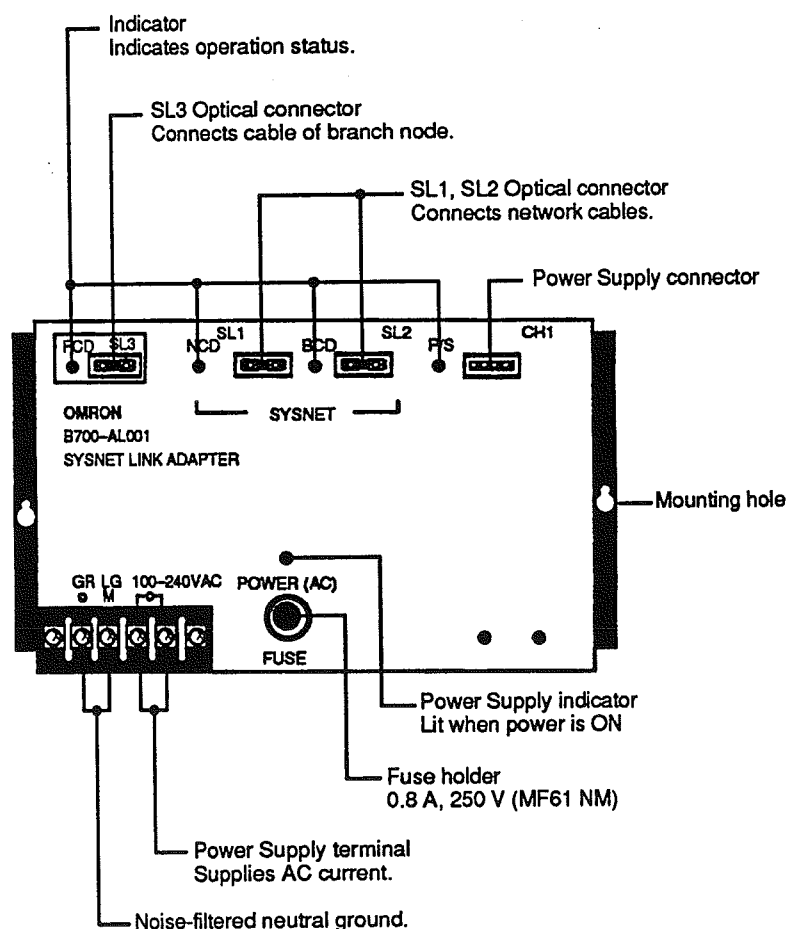 Indicator
Indicates operation status.
SL3 Optical connector
Connects cable of branch node.
SL1, SL2 Optical connector
Connects network cables.
Power Supply connector
FCD SL3 NCD SL1 BCD SL2 P/S CH1
SYSNET
OMRON
B700-AL001
SYSNET LINK ADAPTER
Mounting hole
GR LG 100-240VAC POWER (AC)
M
FUSE
Power Supply indicator
Lit when power is ON
Fuse holder
0.8 A, 250 V (MF61 NM)
Power Supply terminal
Supplies AC current.
Noise-filtered neutral ground.